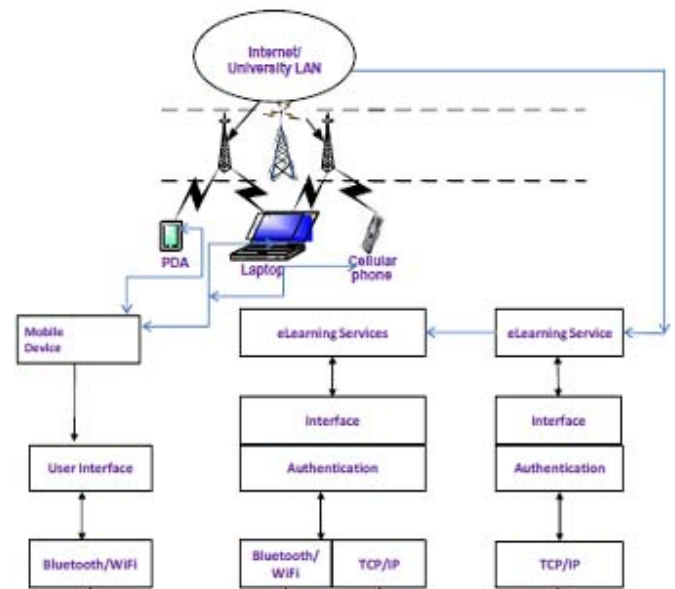 Internet/
University LAN
PDA
Laptop
Cellular
phone
Mobile
Device
eLearning Services
eLearning Service
Interface
Interface
User Interface
Authentication
Authentication
Bluetooth/WiFi
Bluetooth/
WiFi
TCP/IP
TCP/IP